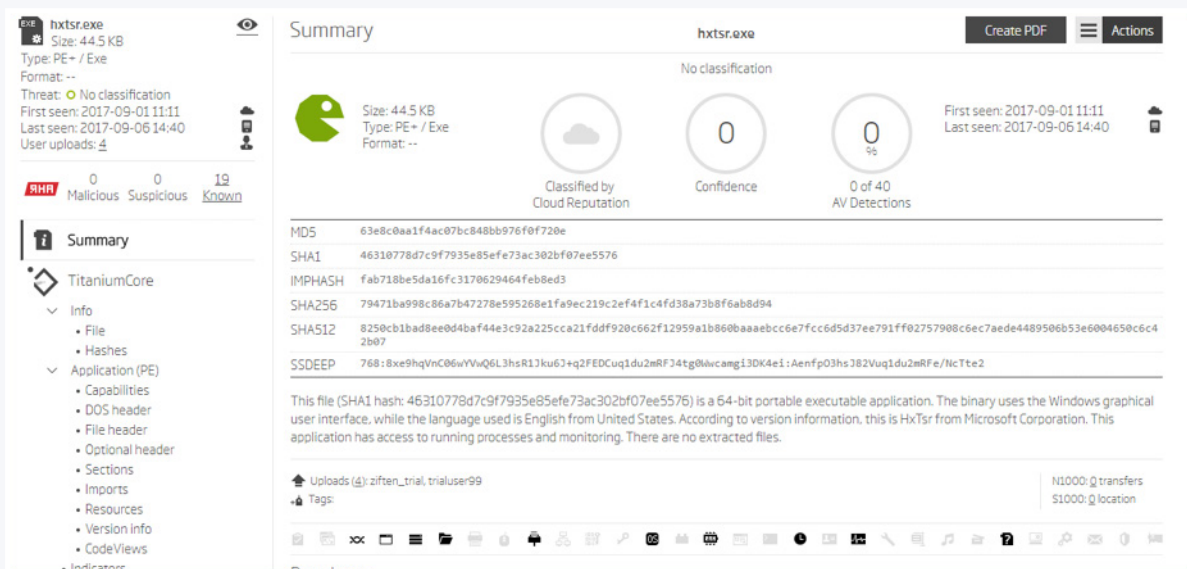 EXE
hxtsr.exe
Size: 44.5 KB
Type: PE+ / Exe
Format: --
Threat: No classification
First seen: 2017-09-01 11:11
Last seen: 2017-09-06 14:40
User uploads: 4
RHA
0 Malicious
0 Suspicious
19 Known
Summary
TitaniumCore
Info
• File
• Hashes
Application (PE)
• Capabilities
• DOS header
• File header
• Optional header
• Sections
• Imports
• Resources
• Version info
• CodeViews
• Indicators
Summary
hxtsr.exe
Create PDF
Actions
No classification
Size: 44.5 KB
Type: PE+ / Exe
Format: --
Classified by
Cloud Reputation
0
Confidence
0
%
0 of 40
AV Detections
First seen: 2017-09-01 11:11
Last seen: 2017-09-06 14:40
MD5 63e8c0aa1f4ac07bc848bb976f0f720e
SHA1 46310778d7c9f7935e85efe73ac302bf07ee5576
IMPHASH fab718be5da16fc3170629464feb8ed3
SHA256 79471ba998c86a7b47278e595268e1fa9ec219c2ef4f1c4fd38a73b8f6ab8d94
SHA512 8250cb1bad8ee0d4baf44e3c92a225cca21fddf920c662f12959a1b860baaaebcc6e7fcc6d5d37ee791ff02757908c6ec7aede4489506b53e6004650c6c4
2b07
SSDEEP 768:8xe9hqVnC06wYVwQ6L3hsR1Jku6J+q2FEDCuq1du2mRFJ4tg0Wwcamgi3DK4ei:AenfpO3hsJ82Vuq1du2mRFe/NcTte2
This file (SHA1 hash: 46310778d7c9f7935e85efe73ac302bf07ee5576) is a 64-bit portable executable application. The binary uses the Windows graphical
user interface, while the language used is English from United States. According to version information, this is HxTsr from Microsoft Corporation. This
application has access to running processes and monitoring. There are no extracted files.
Uploads (4): ziften_trial, trialuser99
Tags:
N1000: 0 transfers
S1000: 0 location
OS